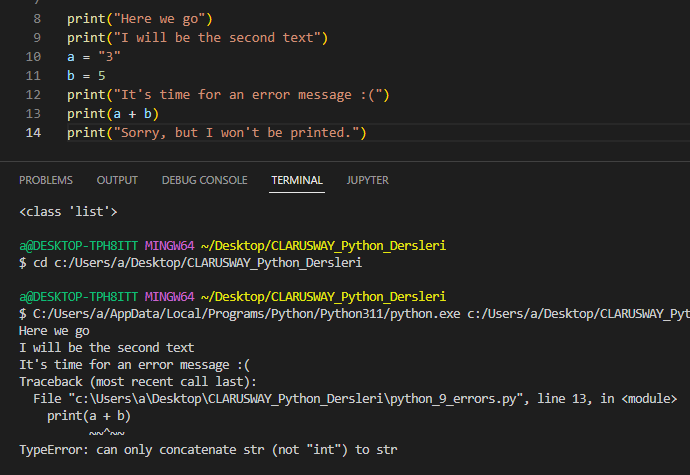 8 print("Here we go")
9 print("I will be the second text")
10 a = "3"
11 b = 5
12 print("It's time for an error message :(")
13 print(a + b)
14 print("Sorry, but I won't be printed.")
PROBLEMS OUTPUT DEBUG CONSOLE TERMINAL JUPYTER
<class 'list'>
a@DESKTOP-TPH8ITT MINGW64 ~/Desktop/CLARUSWAY_Python_Dersleri
$ cd c:/Users/a/Desktop/CLARUSWAY_Python_Dersleri
a@DESKTOP-TPH8ITT MINGW64 ~/Desktop/CLARUSWAY_Python_Dersleri
$ C:/Users/a/AppData/Local/Programs/Python/Python311/python.exe c:/Users/a/Desktop/CLARUSWAY_Pyt
Here we go
I will be the second text
It's time for an error message :(
Traceback (most recent call last):
  File "c:\Users\a\Desktop\CLARUSWAY_Python_Dersleri\python_9_errors.py", line 13, in <module>
    print(a + b)
          ~~^~~
TypeError: can only concatenate str (not "int") to str